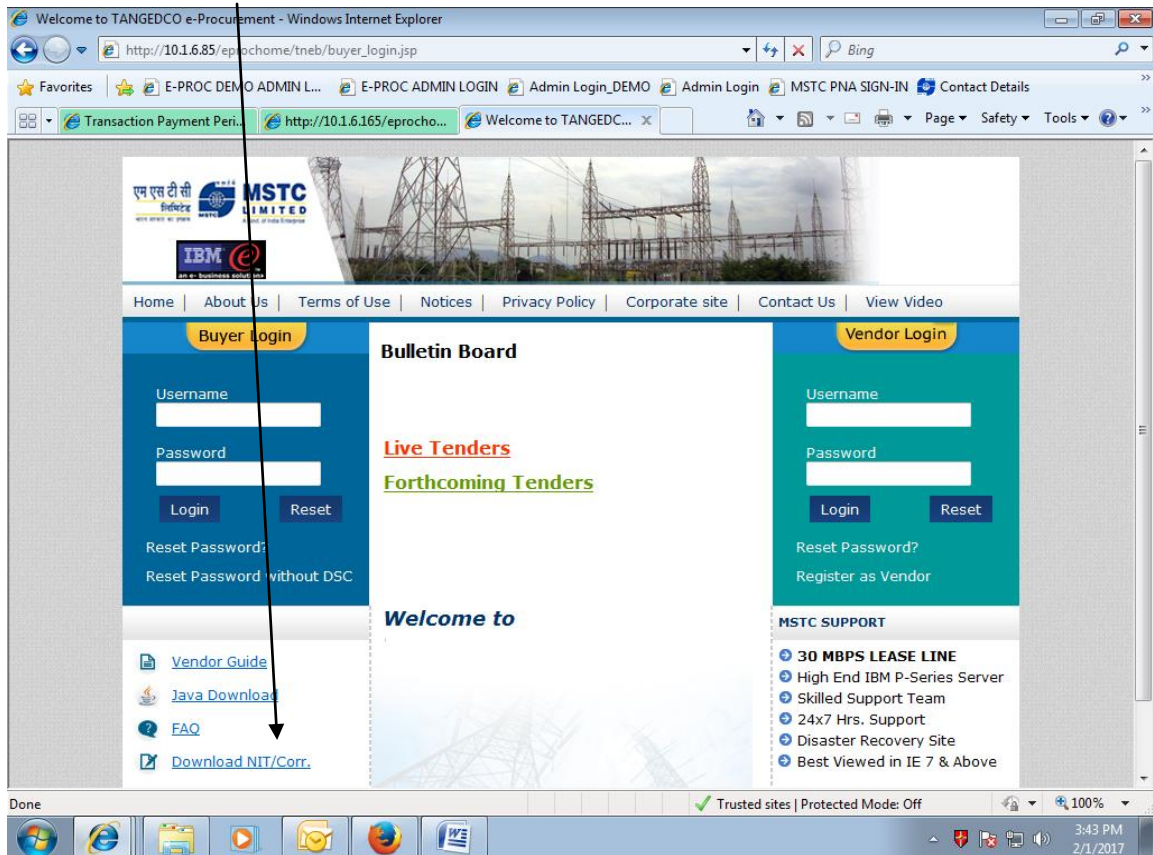 Welcome to TANGEDCO e-Procurement - Windows Internet Explorer
http://10.1.6.85/eprochome/tneb/buyer_login.jsp
Bing
Favorites E-PROC DEMO ADMIN L... E-PROC ADMIN LOGIN Admin Login_DEMO Admin Login MSTC PNA SIGN-IN Contact Details
Transaction Payment Peri... http://10.1.6.165/eprocho... Welcome to TANGEDC... Page Safety Tools
एम एस टी सी
लिमिटेड
MSTC
LIMITED
MSTC
IBM
an e-business solution
Home | About Us | Terms of Use | Notices | Privacy Policy | Corporate site | Contact Us | View Video
Buyer Login
Username
Password
Login Reset
Reset Password?
Reset Password without DSC
Bulletin Board
Live Tenders
Forthcoming Tenders
Welcome to
Vendor Login
Username
Password
Login Reset
Reset Password?
Register as Vendor
Vendor Guide
Java Download
FAQ
Download NIT/Corr.
MSTC SUPPORT
30 MBPS LEASE LINE
High End IBM P-Series Server
Skilled Support Team
24x7 Hrs. Support
Disaster Recovery Site
Best Viewed in IE 7 & Above
Done
Trusted sites | Protected Mode: Off
100%
3:43 PM
2/1/2017